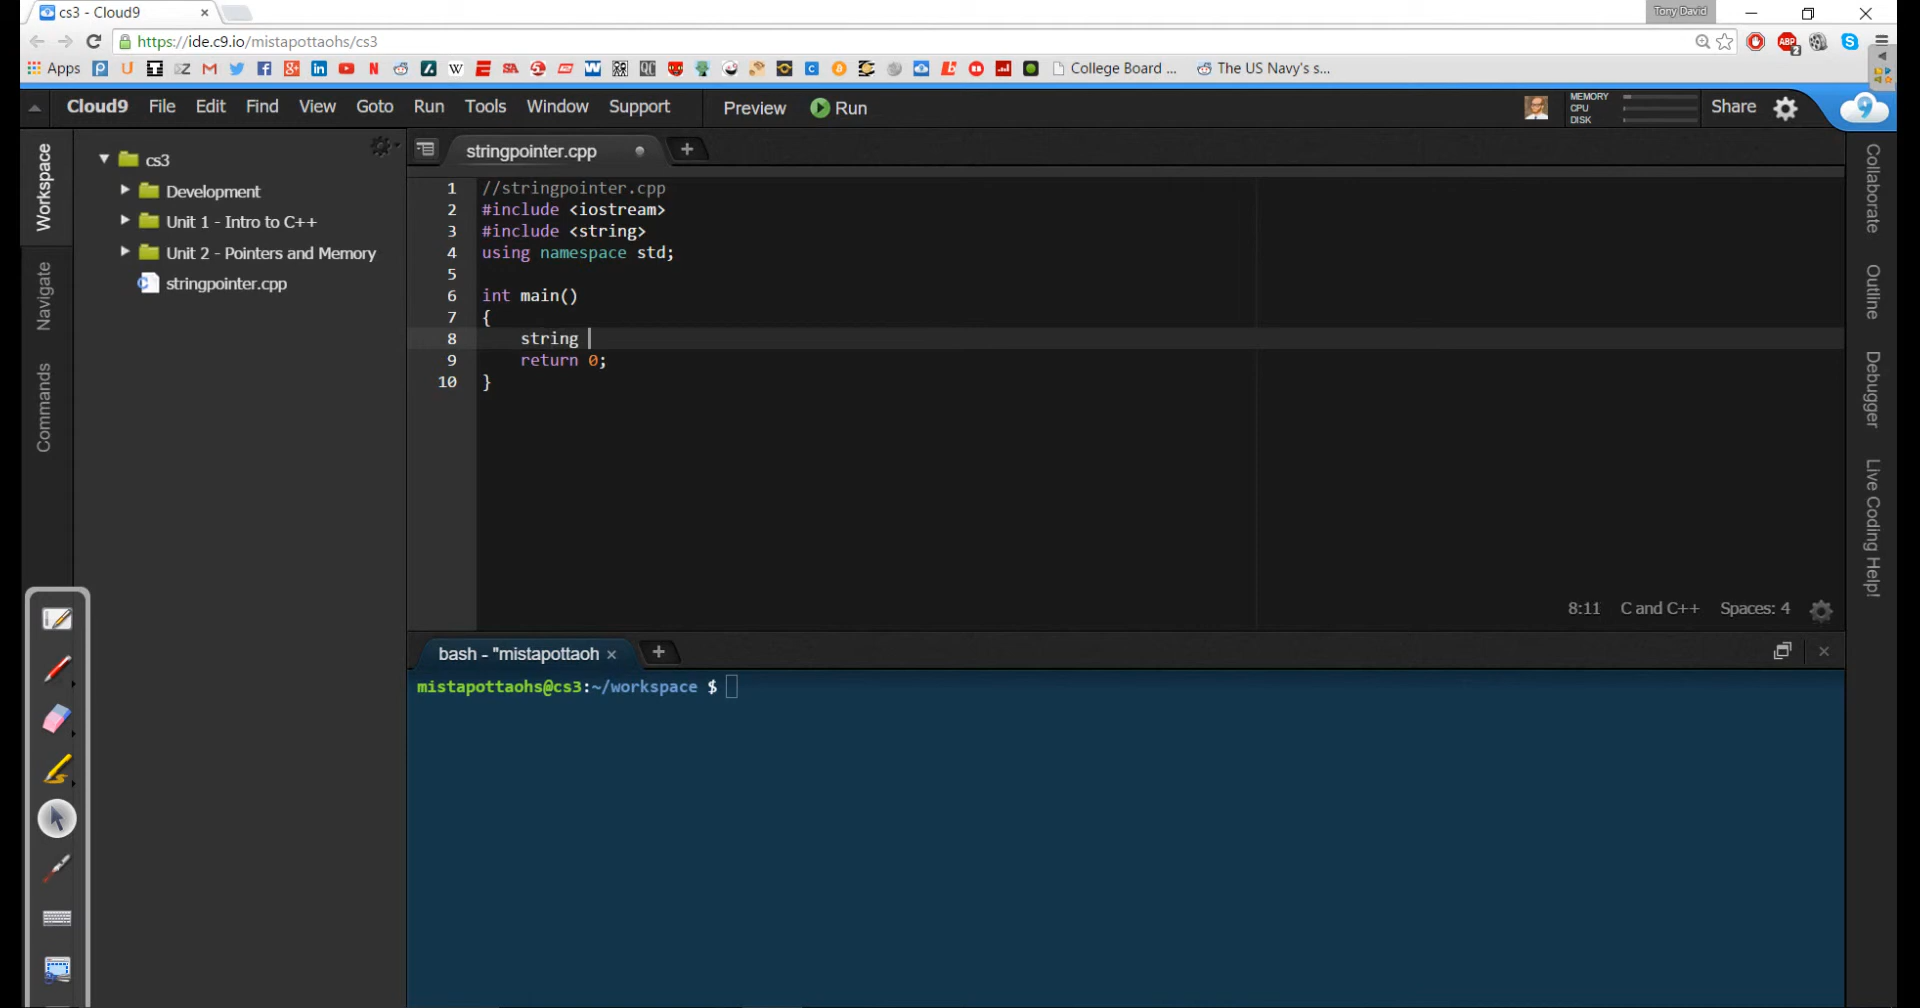 cs3 - Cloud9
Tony David
https://ide.c9.io/mistapottaohs/cs3
Apps
College Board ...
The US Navy's s...
Cloud9 File Edit Find View Goto Run Tools Window Support Preview Run
MEMORY
CPU
DISK
Share
Workspace
Navigate
Commands
cs3
Development
Unit 1 - Intro to C++
Unit 2 - Pointers and Memory
stringpointer.cpp
stringpointer.cpp
1 //stringpointer.cpp
2 #include <iostream>
3 #include <string>
4 using namespace std;
5
6 int main()
7 {
8 string
9 return 0;
10 }
8:11 C and C++ Spaces: 4
Collaborate
Outline
Debugger
Live Coding Help!
bash - "mistapottaoh
mistapottaohs@cs3:~/workspace $